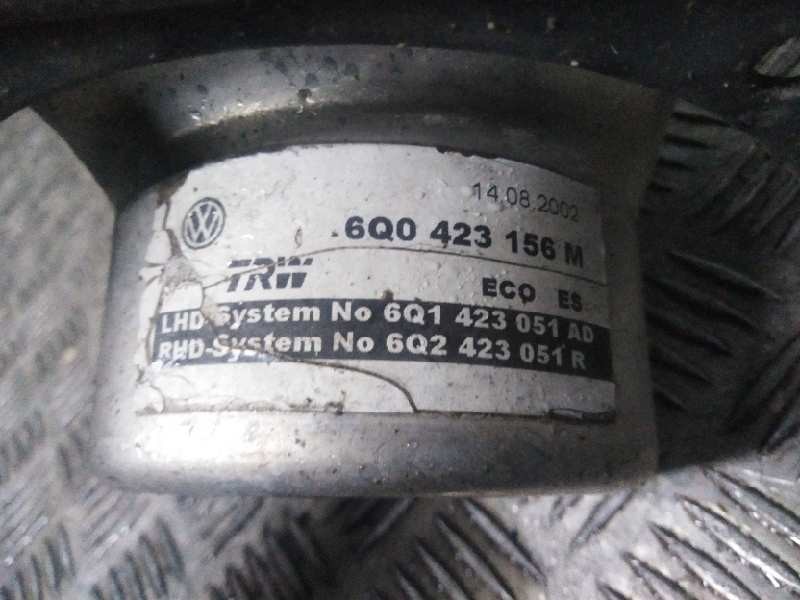 14.08.2002
6Q0 423 156 M
TRW
ECO ES
LHD-System No 6Q1 423 051 AD
RHD-System No 6Q2 423 051 R